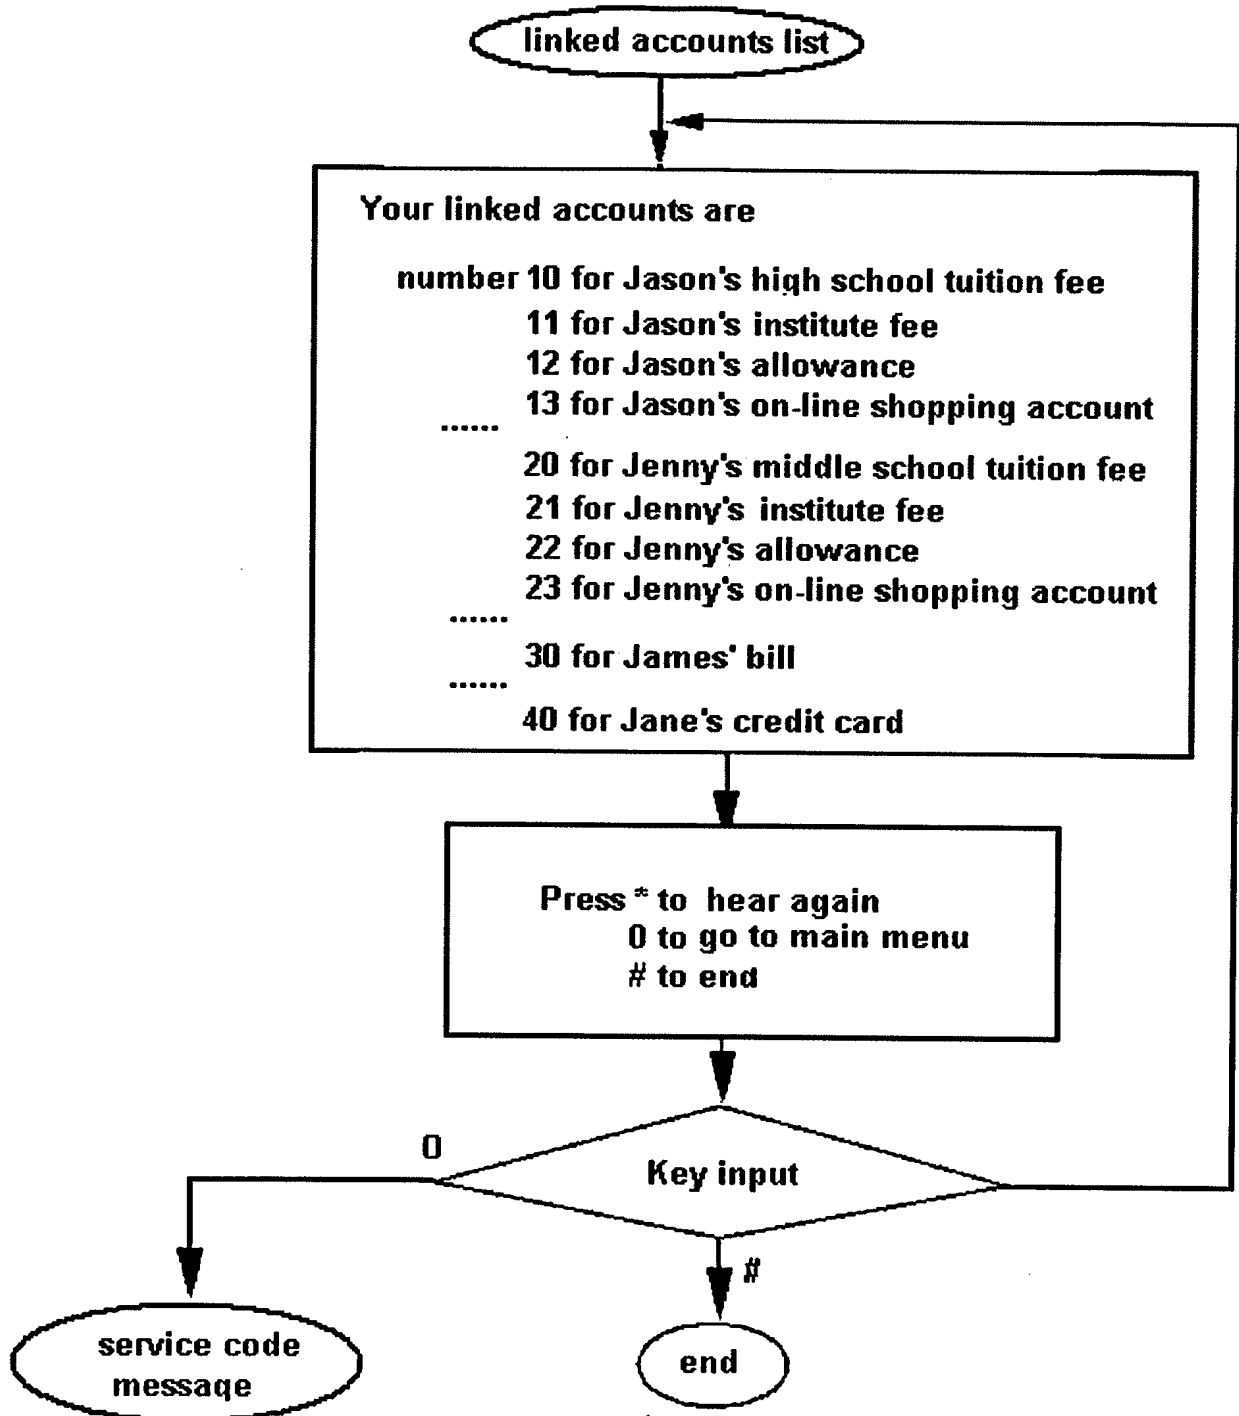 linked accounts list
Your linked accounts are
number 10 for Jason's high school tuition fee
11 for Jason's institute fee
12 for Jason's allowance
13 for Jason's on-line shopping account
......
20 for Jenny's middle school tuition fee
21 for Jenny's institute fee
22 for Jenny's allowance
23 for Jenny's on-line shopping account
......
30 for James' bill
......
40 for Jane's credit card
Press * to hear again
0 to go to main menu
# to end
0
Key input
#
service code
message
end